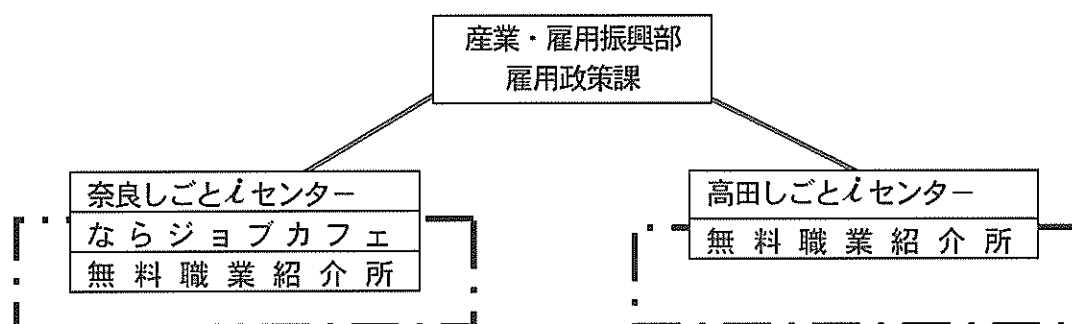 産業・雇用振興部
雇用政策課
奈良しごとiセンター
ならジョブカフェ
無料職業紹介所
高田しごとiセンター
無料職業紹介所